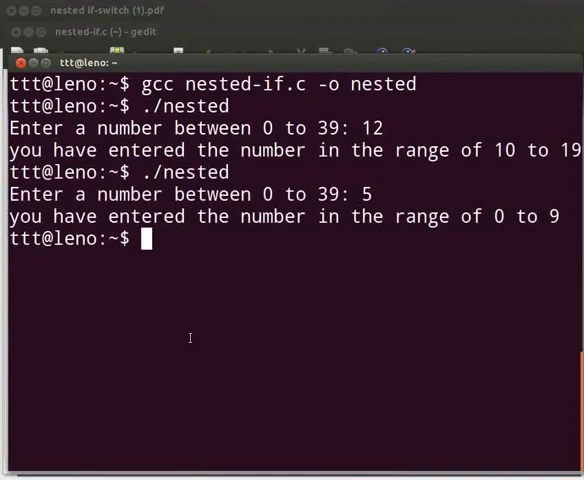 nested if-switch (1).pdf
nested-if.c (~) - gedit
ttt@leno: ~
ttt@leno:~$ gcc nested-if.c -o nested
ttt@leno:~$ ./nested
Enter a number between 0 to 39: 12
you have entered the number in the range of 10 to 19
ttt@leno:~$ ./nested
Enter a number between 0 to 39: 5
you have entered the number in the range of 0 to 9
ttt@leno:~$